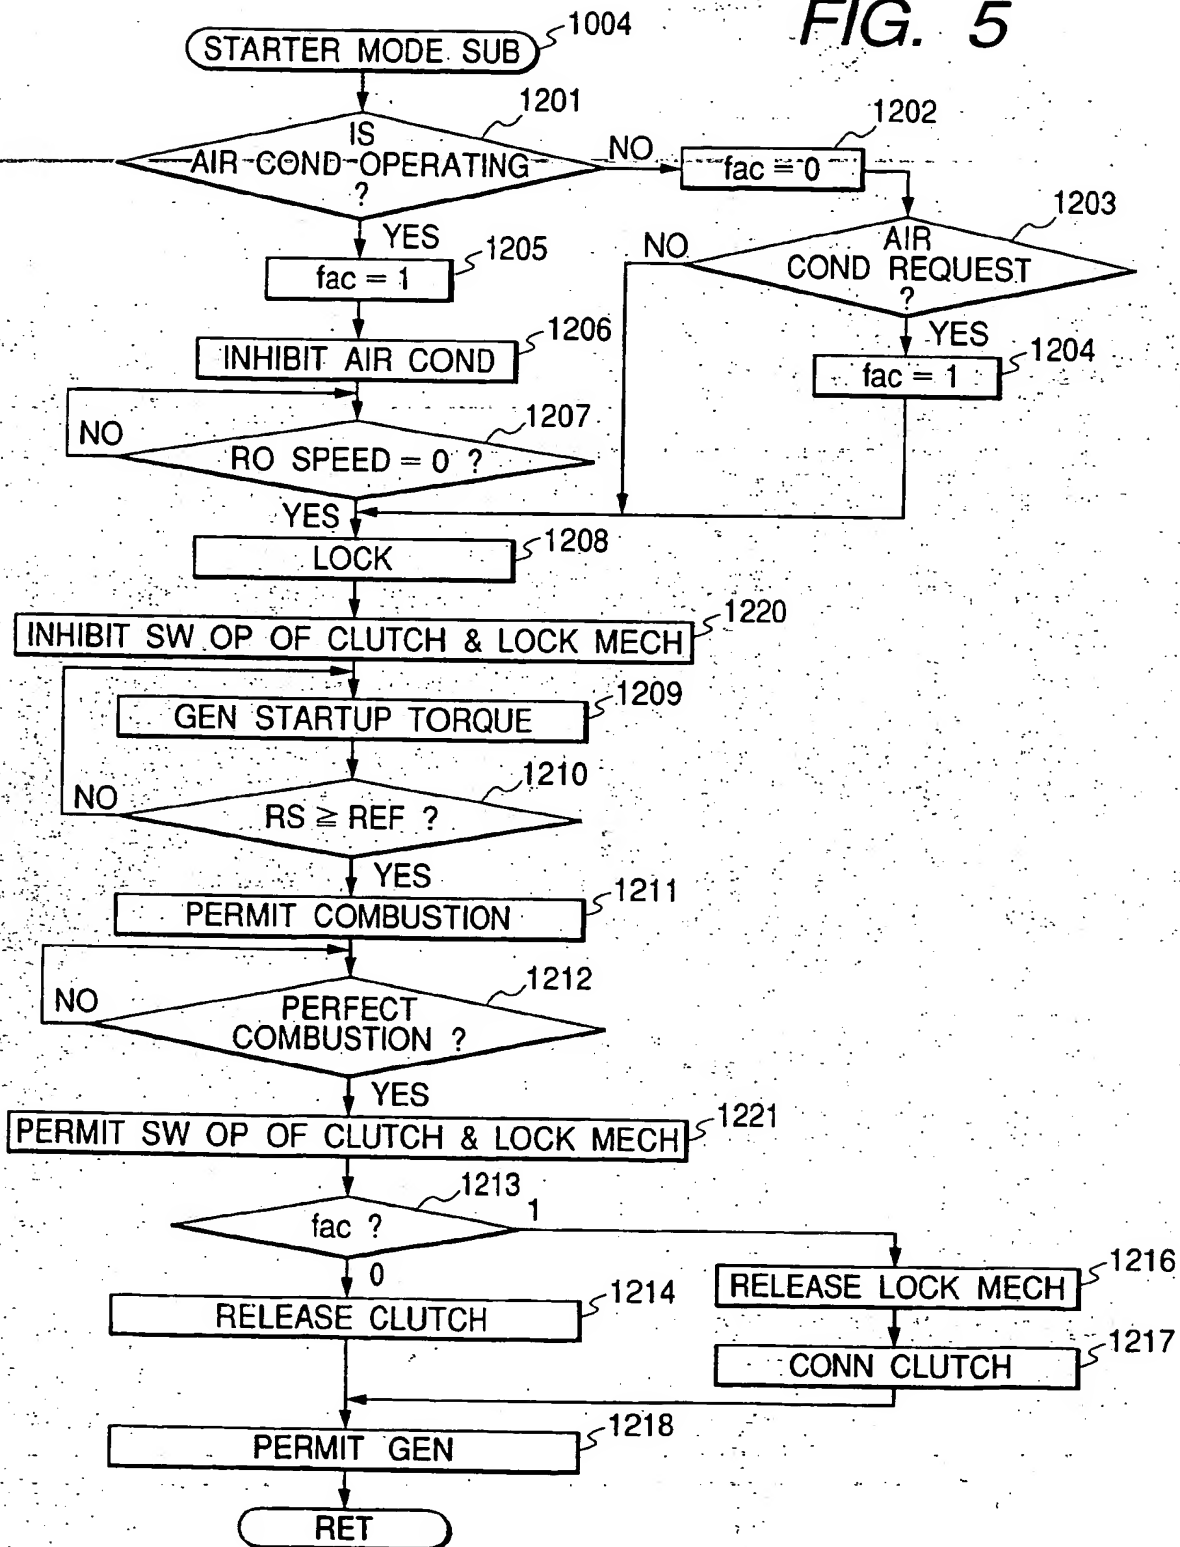 FIG. 5
STARTER MODE SUB
1004
1201
IS
AIR COND OPERATING
?
NO
1202
fac = 0
1203
AIR
COND REQUEST
?
NO
YES
1204
fac = 1
YES
1205
fac = 1
1206
INHIBIT AIR COND
1207
NO
RO SPEED = 0 ?
YES
1208
LOCK
1220
INHIBIT SW OP OF CLUTCH & LOCK MECH
1209
GEN STARTUP TORQUE
1210
NO
RS ≧ REF ?
YES
1211
PERMIT COMBUSTION
1212
NO
PERFECT
COMBUSTION ?
YES
1221
PERMIT SW OP OF CLUTCH & LOCK MECH
1213
fac ?
1
0
1214
RELEASE CLUTCH
1216
RELEASE LOCK MECH
1217
CONN CLUTCH
1218
PERMIT GEN
RET